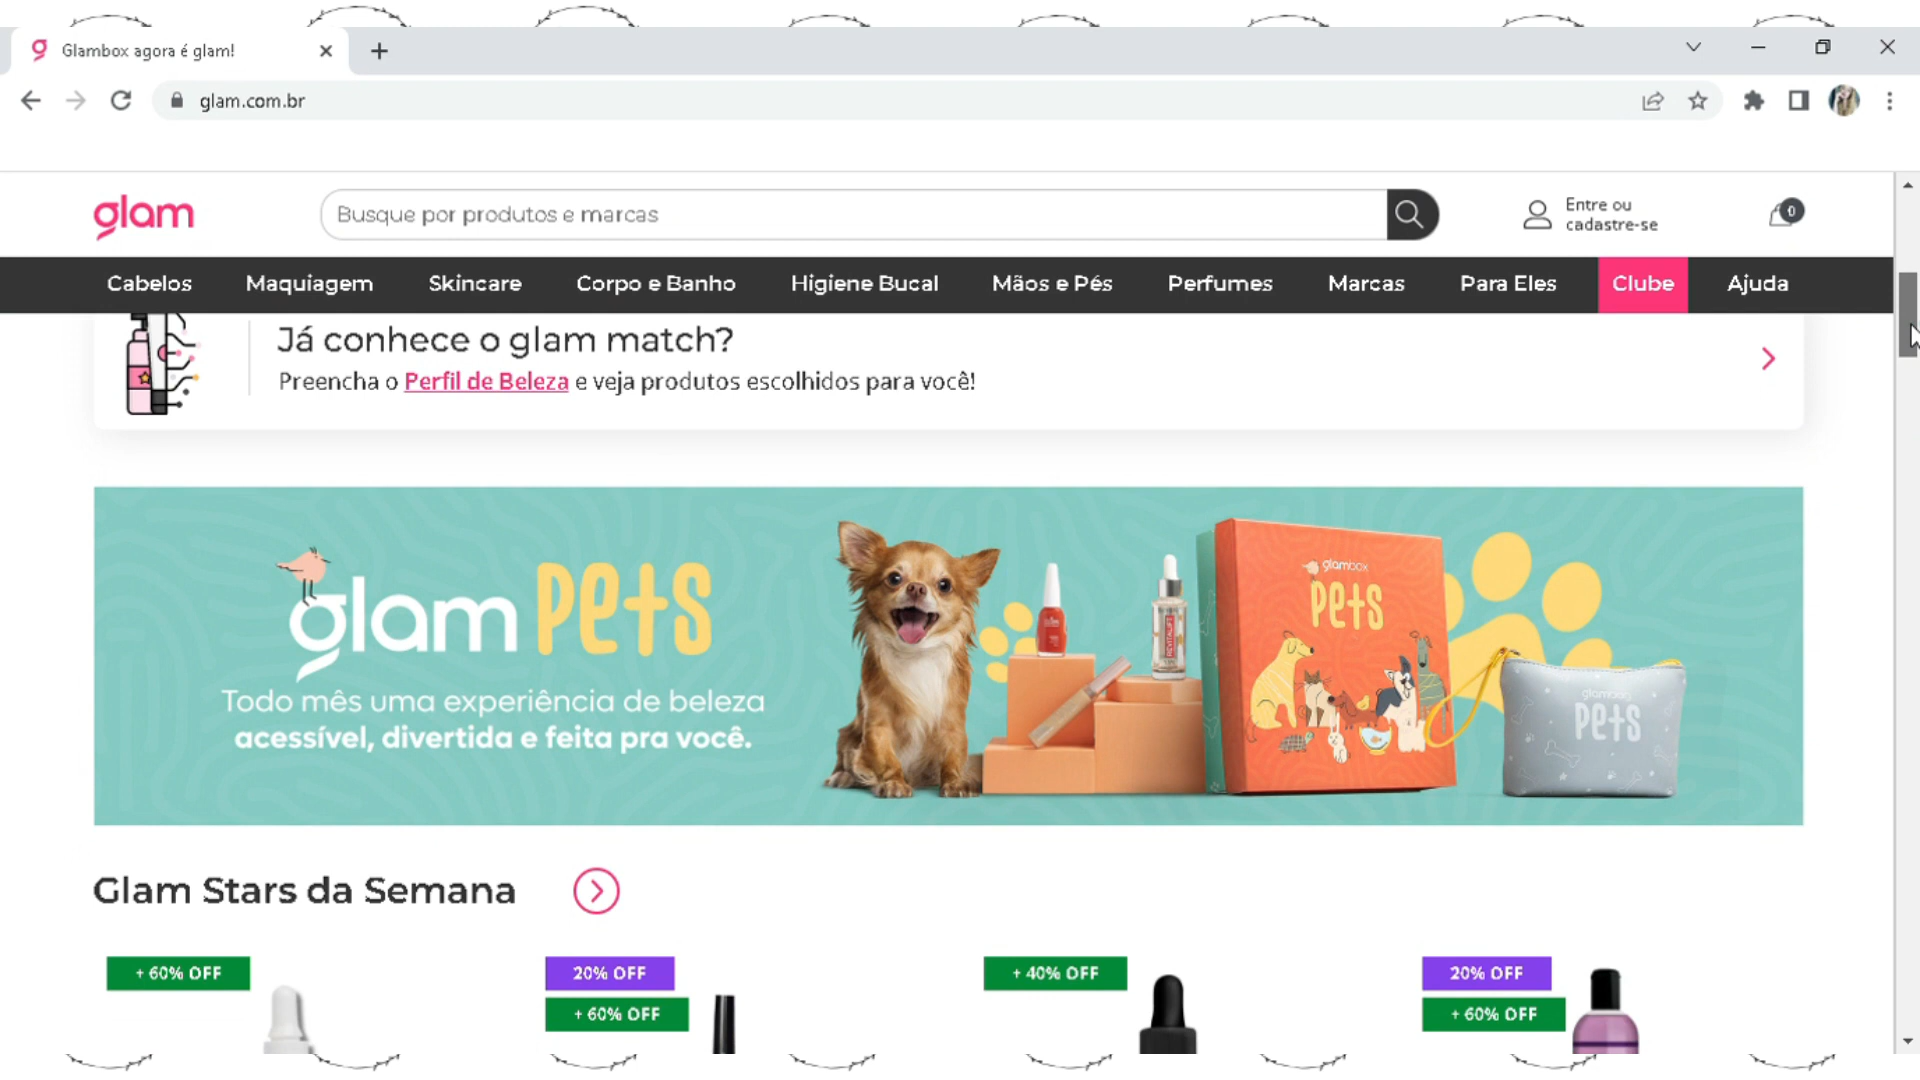 Glambox agora é glam!
glam.com.br
glam
Busque por produtos e marcas
Entre ou
cadastre-se
0
Cabelos Maquiagem Skincare Corpo e Banho Higiene Bucal Mãos e Pés Perfumes Marcas Para Eles Clube Ajuda
Já conhece o glam match?
Preencha o Perfil de Beleza e veja produtos escolhidos para você!
glam PETS
Todo mês uma experiência de beleza
acessível, divertida e feita pra você.
REVITALIFT
glambox
PETS
glambag
PETS
Glam Stars da Semana
+ 60% OFF
20% OFF
+ 60% OFF
+ 40% OFF
20% OFF
+ 60% OFF